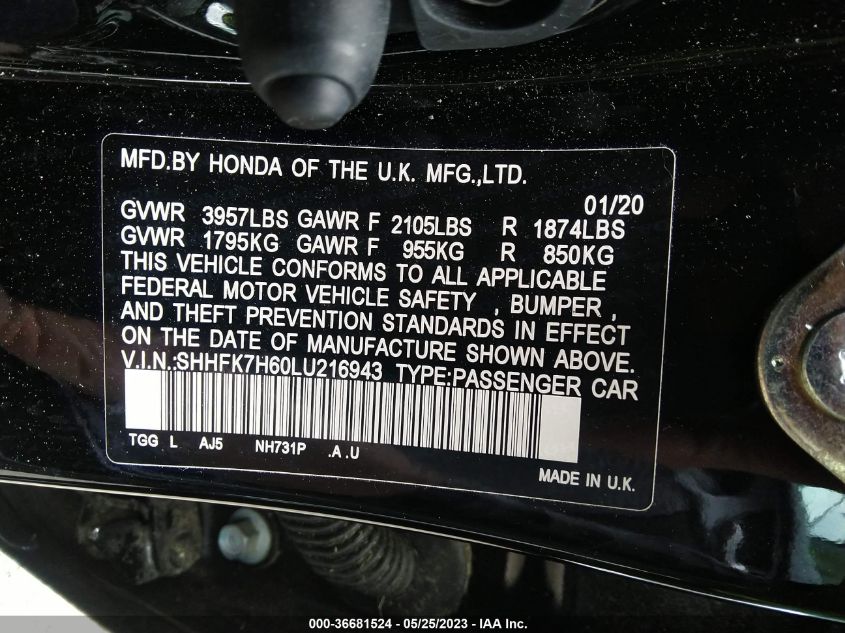 MFD.BY HONDA OF THE U.K. MFG.,LTD.
01/20
GVWR 3957LBS GAWR F 2105LBS R 1874LBS
GVWR 1795KG GAWR F 955KG R 850KG
THIS VEHICLE CONFORMS TO ALL APPLICABLE
FEDERAL MOTOR VEHICLE SAFETY , BUMPER ,
AND THEFT PREVENTION STANDARDS IN EFFECT
ON THE DATE OF MANUFACTURE SHOWN ABOVE.
V.I.N.:SHHFK7H60LU216943 TYPE:PASSENGER CAR
TGG L AJ5 NH731P .A .U
MADE IN U.K.
000-36681524 - 05/25/2023 - IAA Inc.